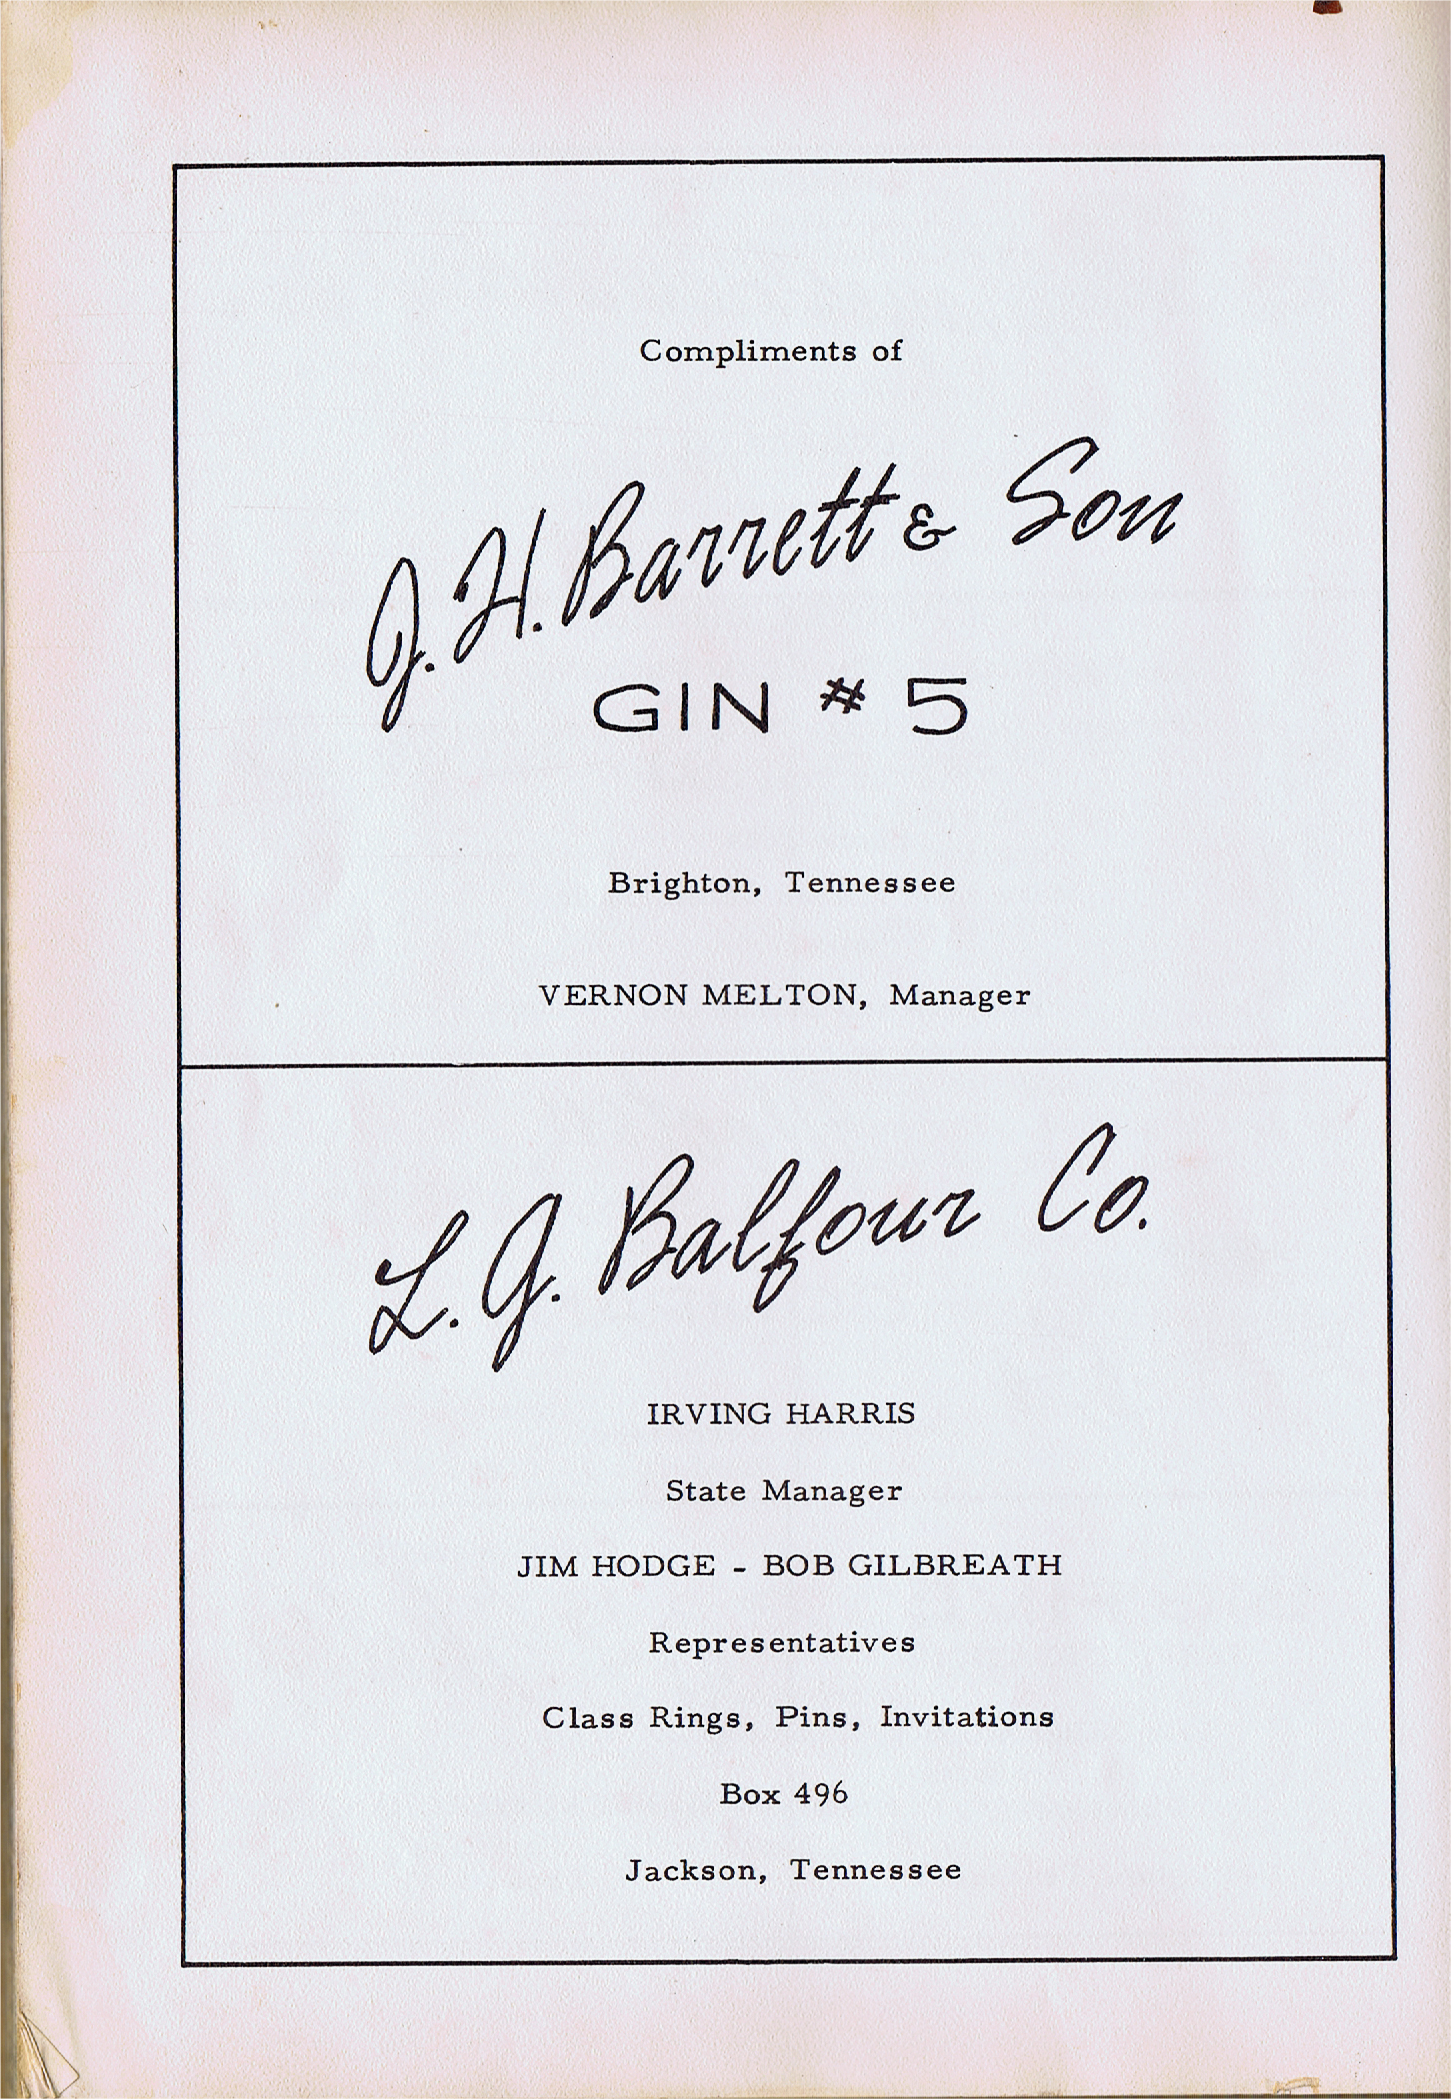 Compliments of
J. H. Barrett & Son
GIN # 5
Brighton, Tennessee
VERNON MELTON, Manager
L. G. Balfour Co.
IRVING HARRIS
State Manager
JIM HODGE - BOB GILBREATH
Representatives
Class Rings, Pins, Invitations
Box 496
Jackson, Tennessee